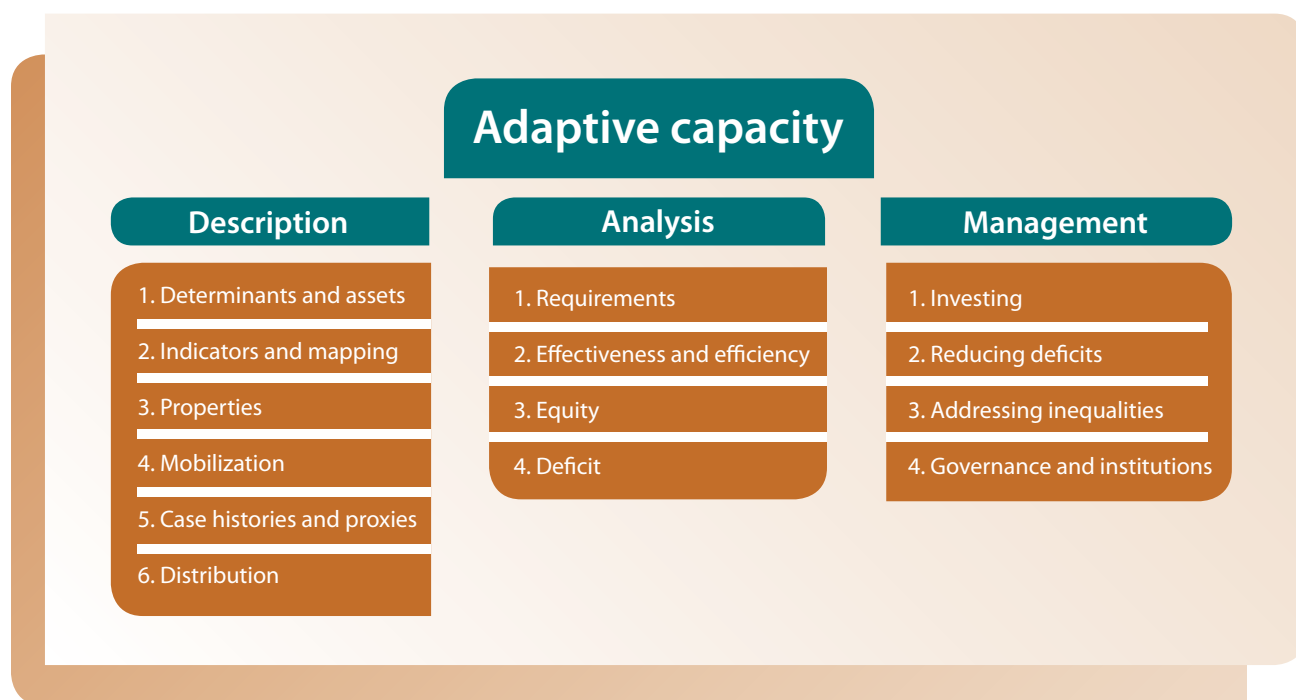 Adaptive capacity
Description
1. Determinants and assets
2. Indicators and mapping
3. Properties
4. Mobilization
5. Case histories and proxies
6. Distribution
Analysis
1. Requirements
2. Effectiveness and efficiency
3. Equity
4. Deficit
Management
1. Investing
2. Reducing deficits
3. Addressing inequalities
4. Governance and institutions